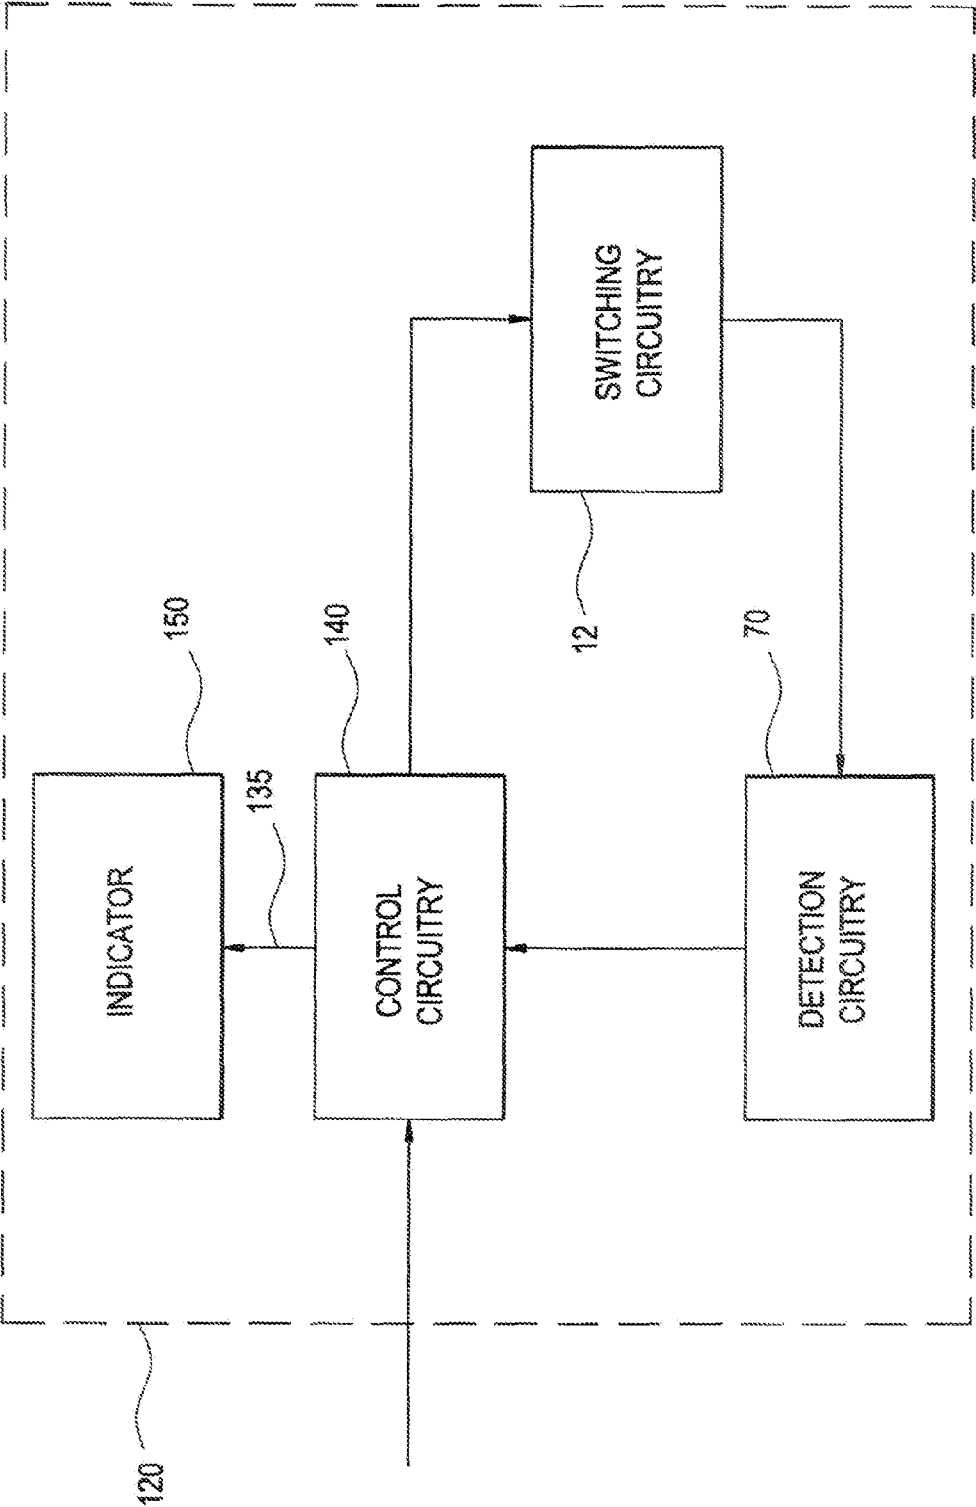 120
INDICATOR
150
135
CONTROL
CIRCUITRY
140
SWITCHING
CIRCUITRY
12
DETECTION
CIRCUITRY
70